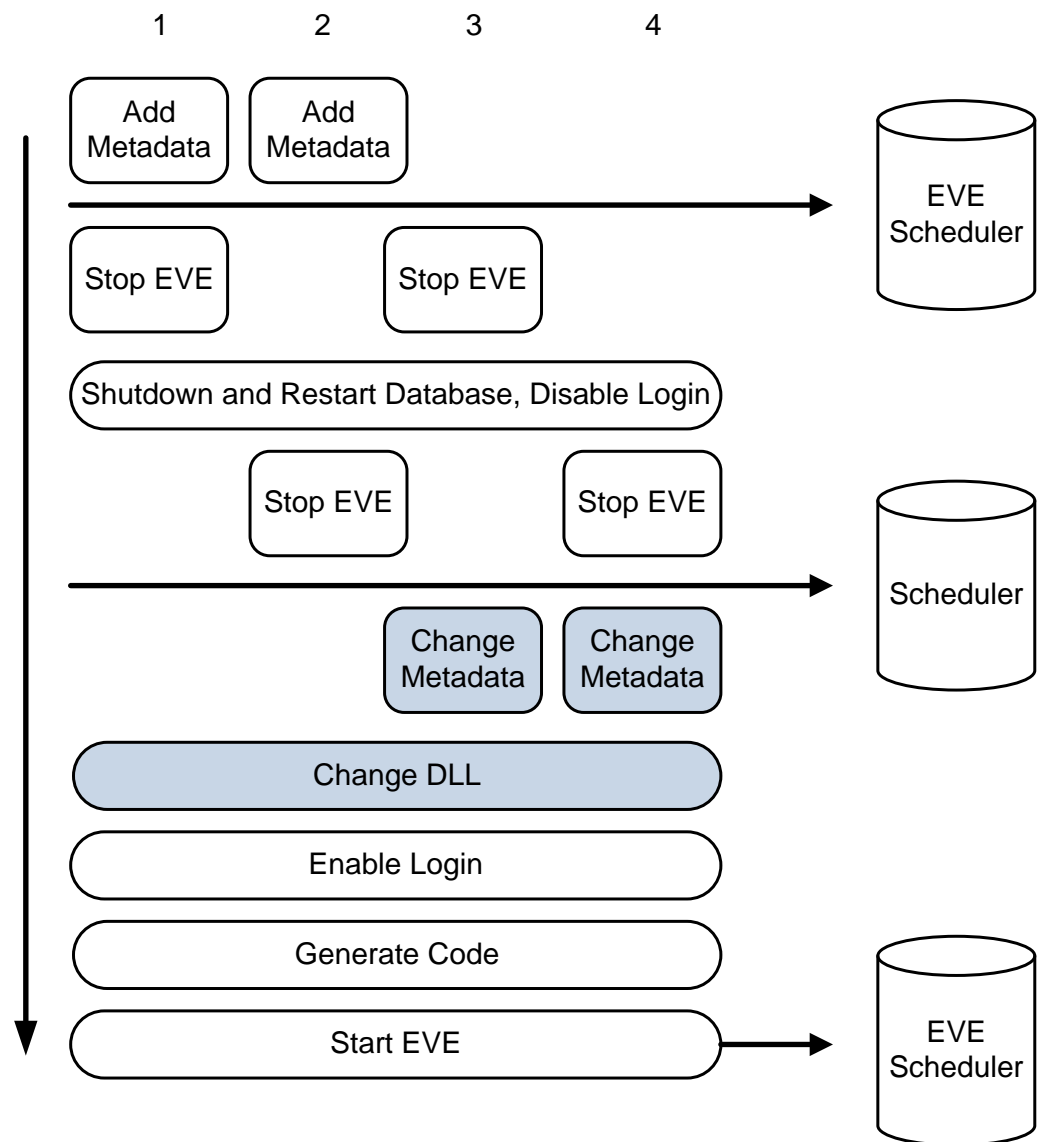 1 2 3 4
Add Add
Metadata Metadata
EVE
Scheduler
Stop EVE Stop EVE
Shutdown and Restart Database, Disable Login
Stop EVE Stop EVE
Scheduler
Change Change
Metadata Metadata
Change DLL
Enable Login
Generate Code
Start EVE
EVE
Scheduler